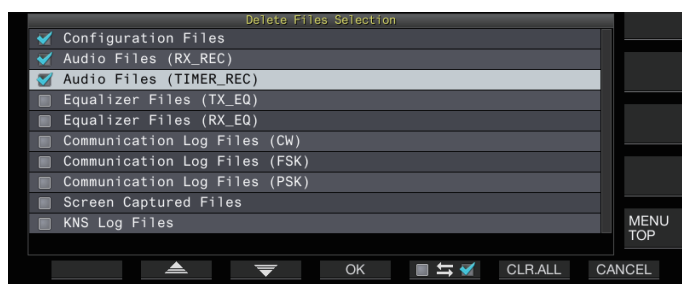 Delete Files Selection
Configuration Files
Audio Files (RX_REC)
Audio Files (TIMER_REC)
Equalizer Files (TX_EQ)
Equalizer Files (RX_EQ)
Communication Log Files (CW)
Communication Log Files (FSK)
Communication Log Files (PSK)
Screen Captured Files
KNS Log Files
MENU
TOP
OK
CLR.ALL
CANCEL